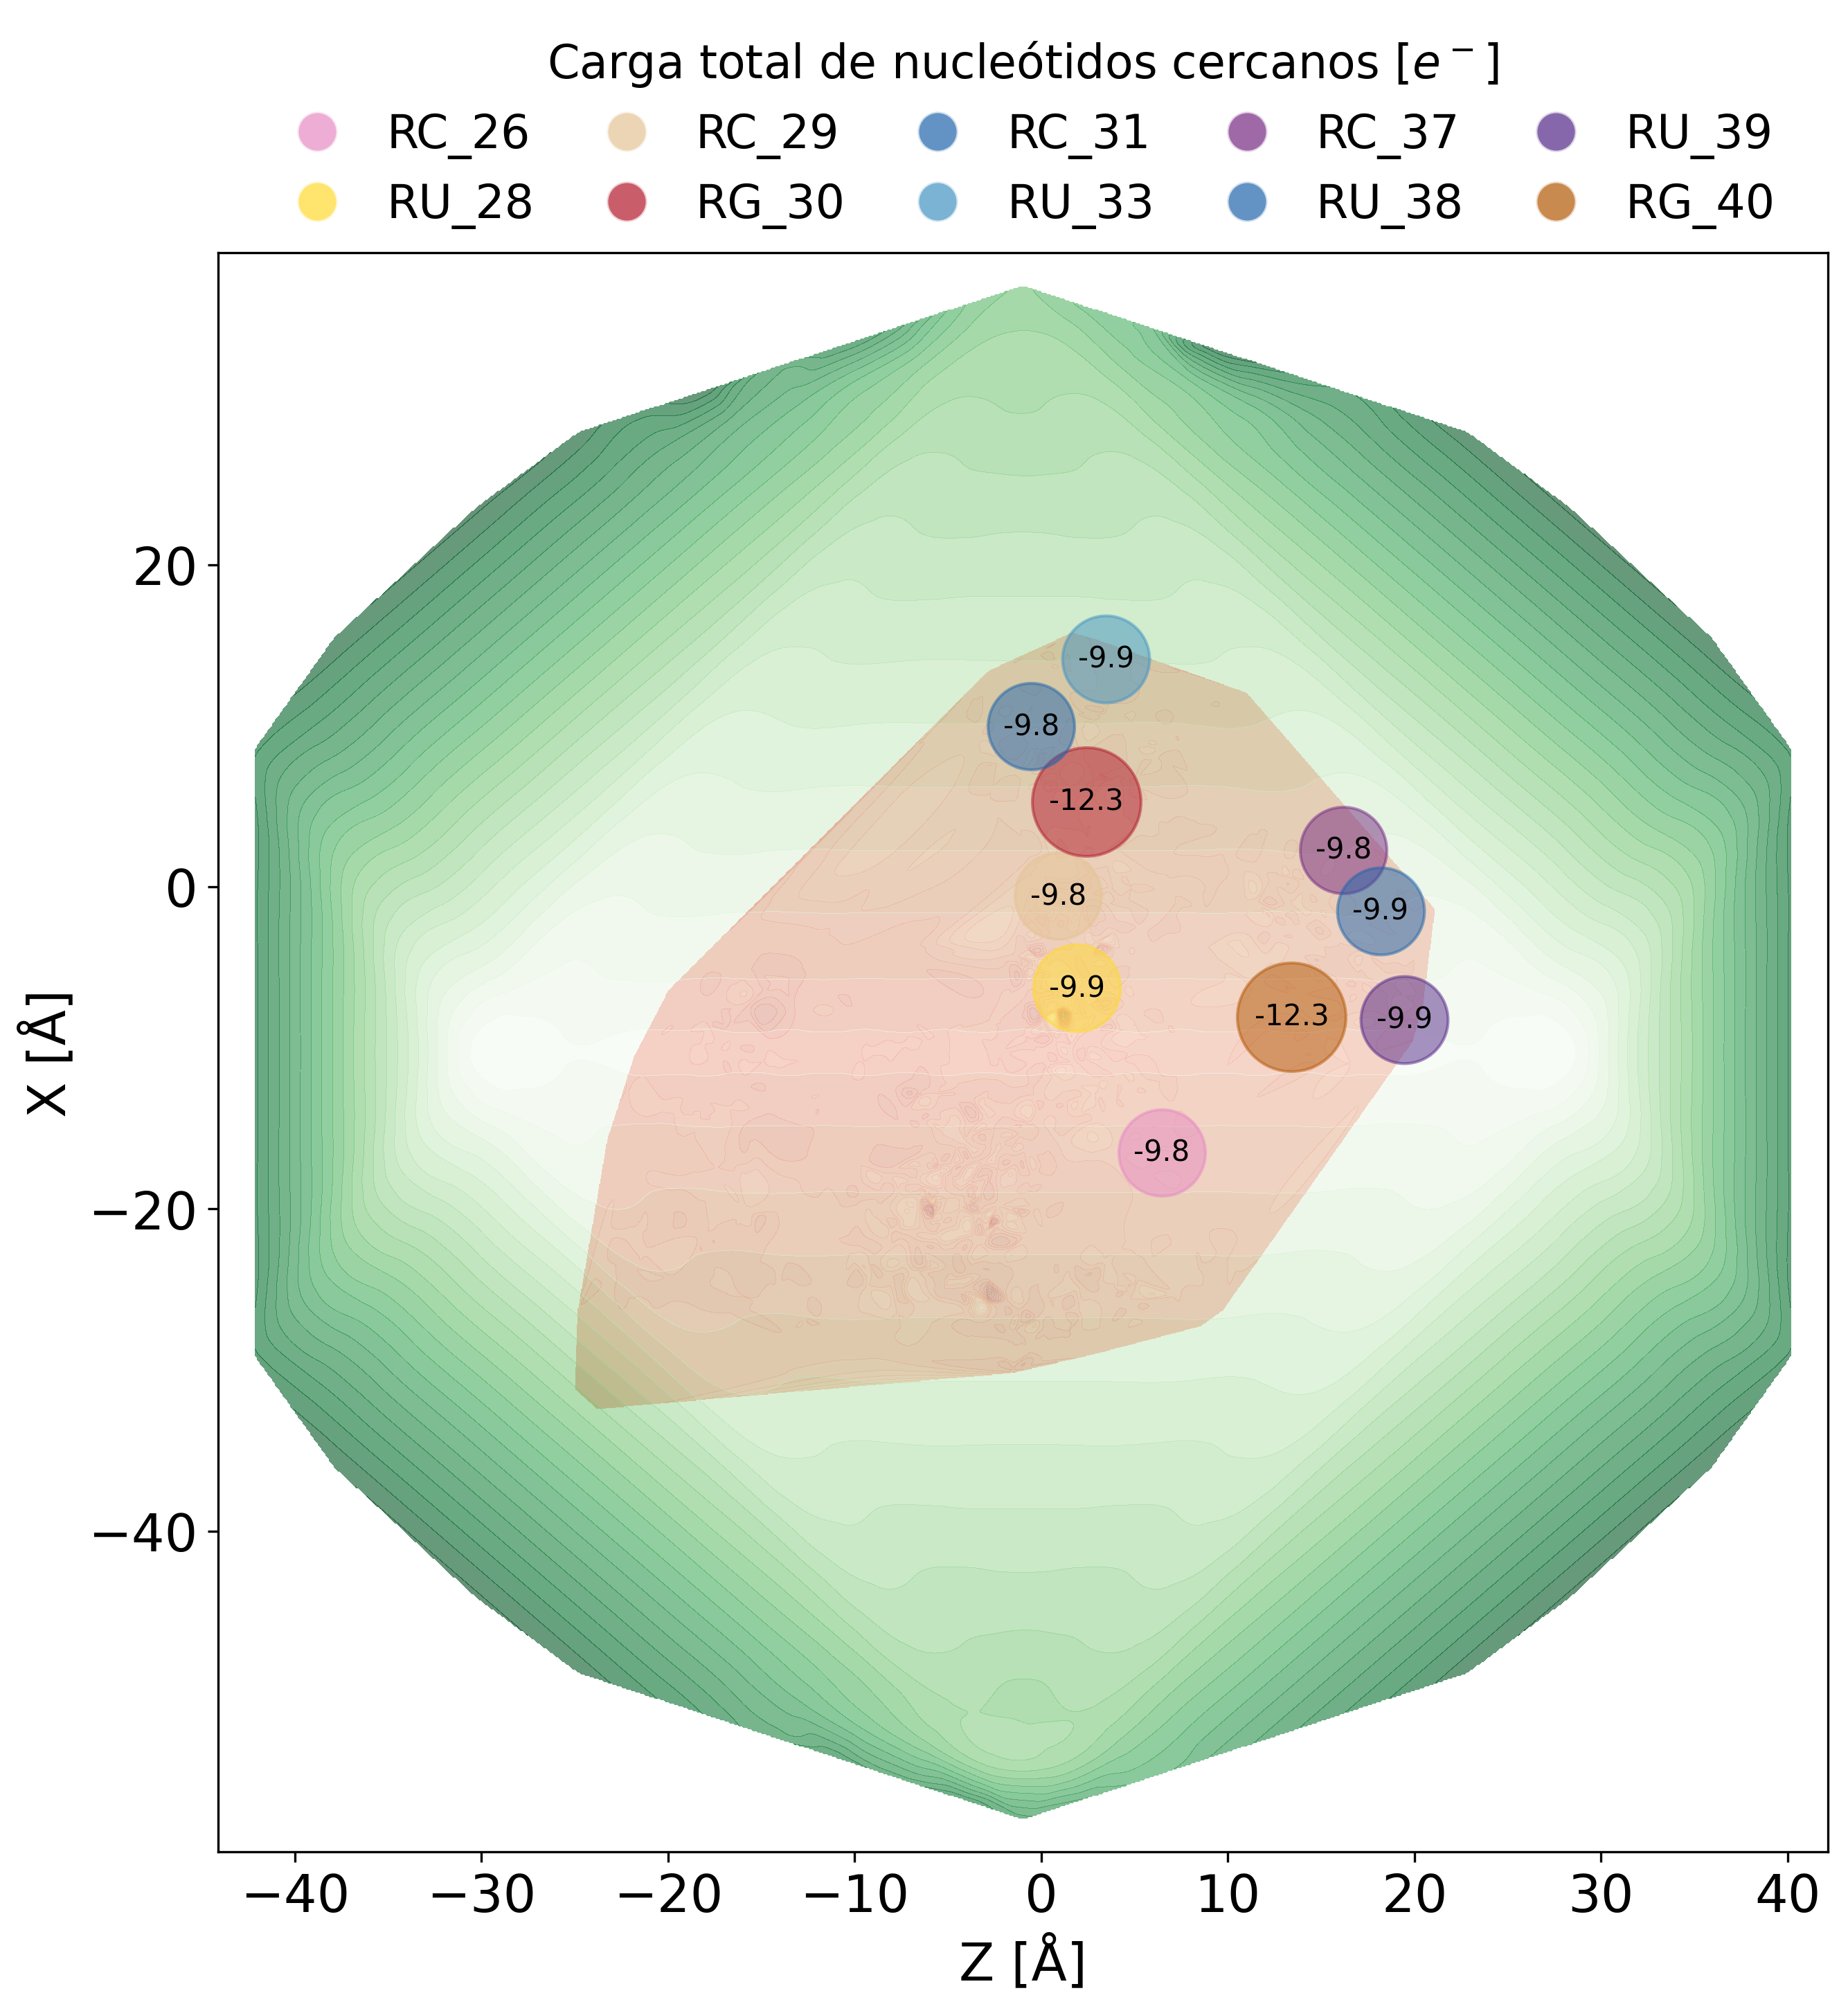 Carga total de nucleótidos cercanos [e⁻]
RC_26 RC_29 RC_31 RC_37 RU_39
RU_28 RG_30 RU_33 RU_38 RG_40
20
0
−20
−40
X [Å]
-9.9
-9.8
-12.3
-9.8
-9.8
-9.9
-9.9
-12.3
-9.9
-9.8
−40 −30 −20 −10 0 10 20 30 40
Z [Å]